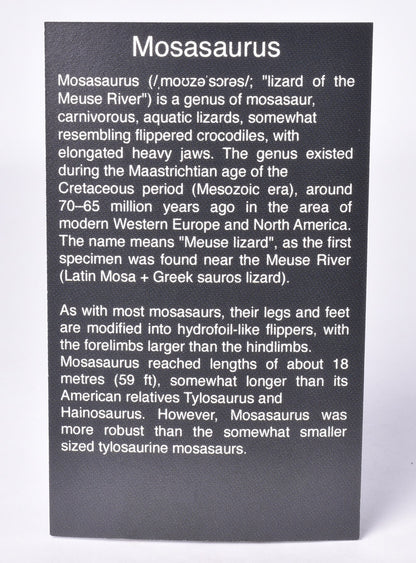 Mosasaurus
Mosasaurus (/ˌmoʊzəˈsɔrəs/; "lizard of the
Meuse River") is a genus of mosasaur,
carnivorous, aquatic lizards, somewhat
resembling flippered crocodiles, with
elongated heavy jaws. The genus existed
during the Maastrichtian age of the
Cretaceous period (Mesozoic era), around
70–65 million years ago in the area of
modern Western Europe and North America.
The name means "Meuse lizard", as the first
specimen was found near the Meuse River
(Latin Mosa + Greek sauros lizard).
As with most mosasaurs, their legs and feet
are modified into hydrofoil-like flippers, with
the forelimbs larger than the hindlimbs.
Mosasaurus reached lengths of about 18
metres (59 ft), somewhat longer than its
American relatives Tylosaurus and
Hainosaurus. However, Mosasaurus was
more robust than the somewhat smaller
sized tylosaurine mosasaurs.